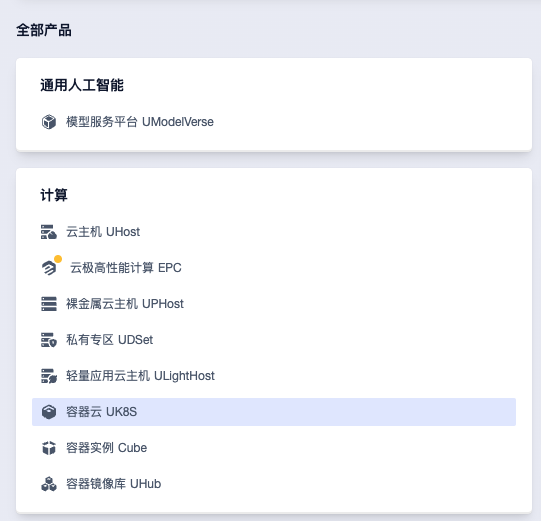 全部产品
通用人工智能
模型服务平台 UModelVerse
计算
云主机 UHost
云极高性能计算 EPC
裸金属云主机 UPHost
私有专区 UDSet
轻量应用云主机 ULightHost
容器云 UK8S
容器实例 Cube
容器镜像库 UHub